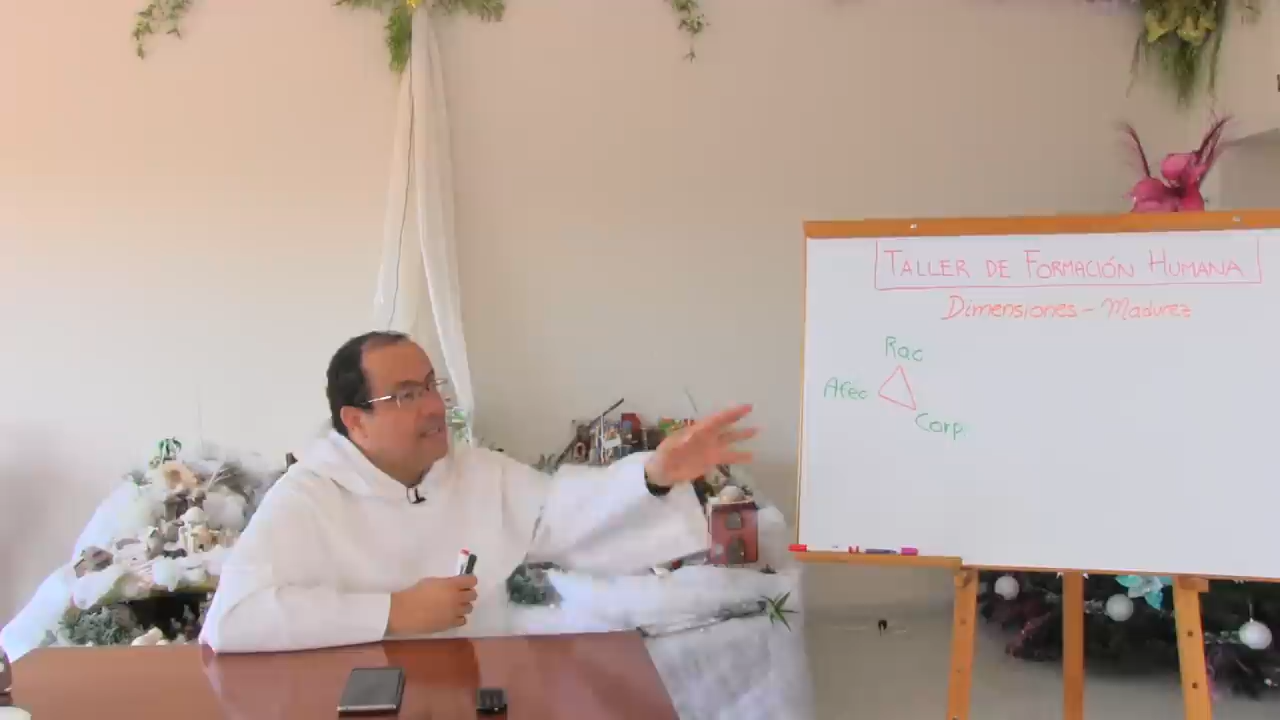 TALLER DE FORMACIÓN HUMANA
Dimensiones - Madurez
Rac
Afec
Corp